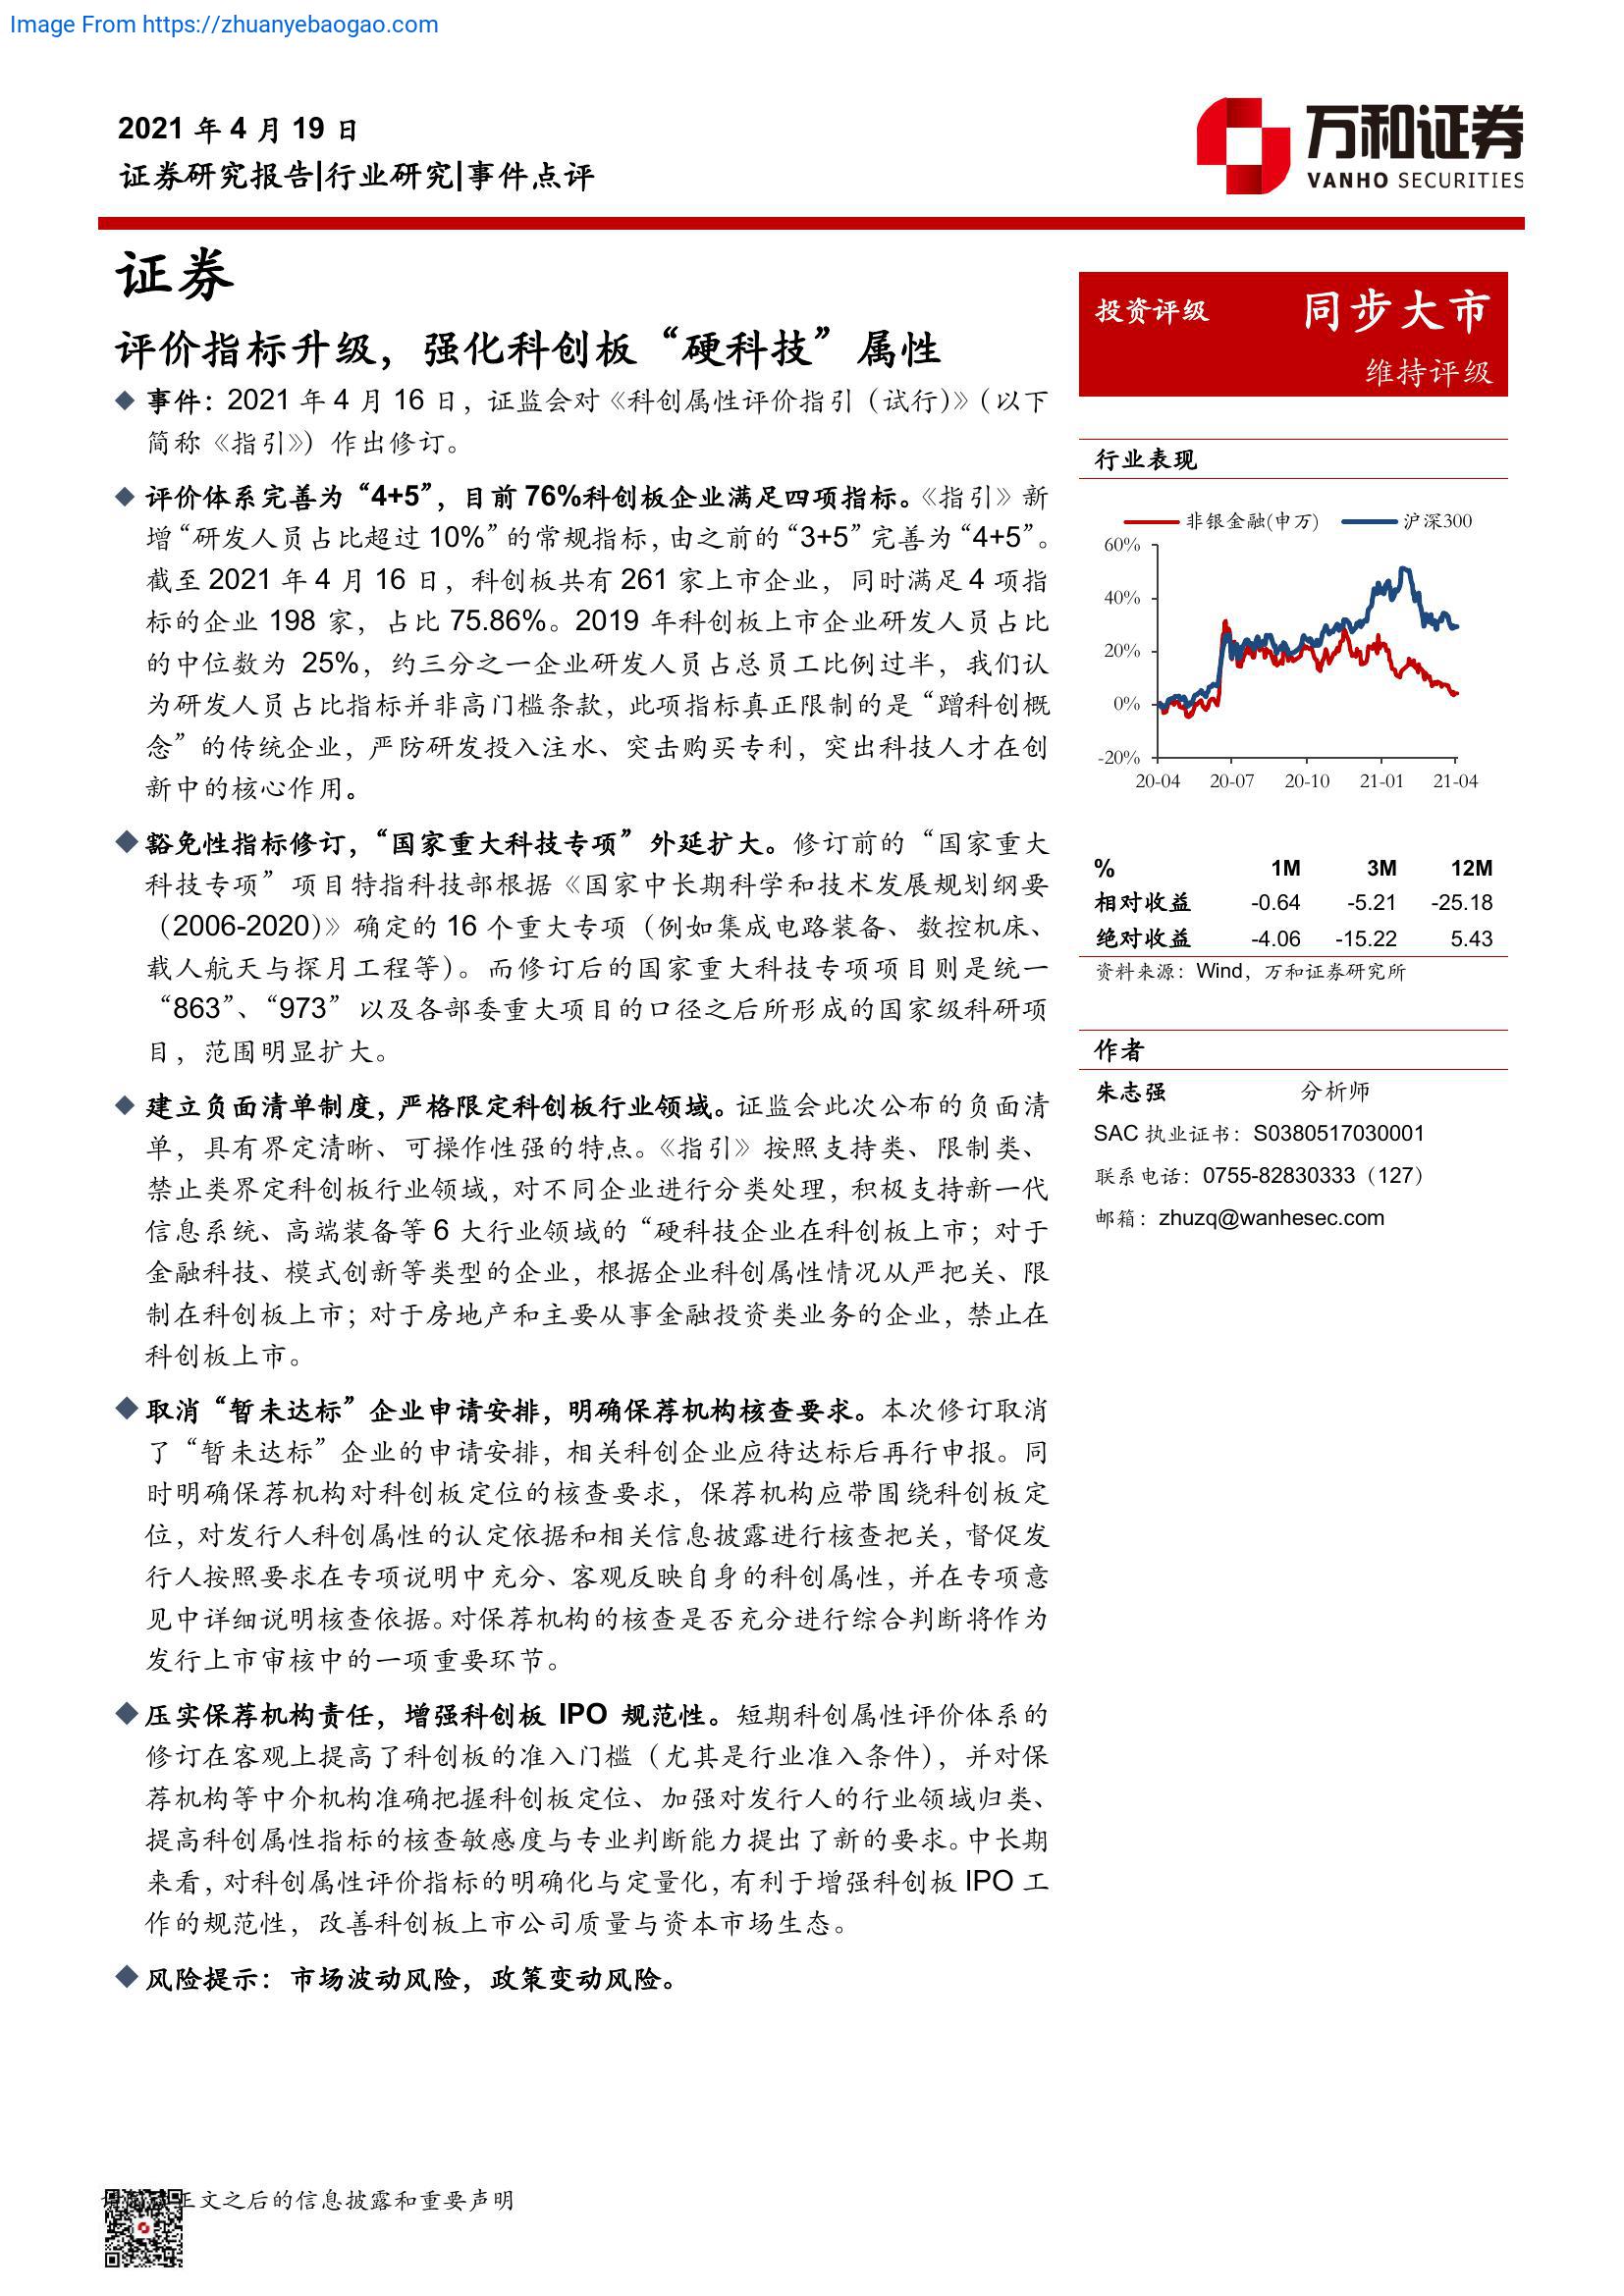 Image From https://zhuanyebaogao.com
2021 年 4 月 19 日
证券研究报告|行业研究|事件点评
万和证券
VANHO SECURITIES
证券
评价指标升级，强化科创板“硬科技”属性
◆ 事件：2021 年 4 月 16 日，证监会对《科创属性评价指引（试行）》（以下
简称《指引》）作出修订。
◆ 评价体系完善为“4+5”，目前 76%科创板企业满足四项指标。《指引》新
增“研发人员占比超过 10%”的常规指标，由之前的“3+5”完善为“4+5”。
截至 2021 年 4 月 16 日，科创板共有 261 家上市企业，同时满足 4 项指
标的企业 198 家，占比 75.86%。2019 年科创板上市企业研发人员占比
的中位数为 25%，约三分之一企业研发人员占总员工比例过半，我们认
为研发人员占比指标并非高门槛条款，此项指标真正限制的是“蹭科创概
念”的传统企业，严防研发投入注水、突击购买专利，突出科技人才在创
新中的核心作用。
◆ 豁免性指标修订，“国家重大科技专项”外延扩大。修订前的“国家重大
科技专项”项目特指科技部根据《国家中长期科学和技术发展规划纲要
（2006-2020）》确定的 16 个重大专项（例如集成电路装备、数控机床、
载人航天与探月工程等）。而修订后的国家重大科技专项项目则是统一
“863”、“973”以及各部委重大项目的口径之后所形成的国家级科研项
目，范围明显扩大。
◆ 建立负面清单制度，严格限定科创板行业领域。证监会此次公布的负面清
单，具有界定清晰、可操作性强的特点。《指引》按照支持类、限制类、
禁止类界定科创板行业领域，对不同企业进行分类处理，积极支持新一代
信息系统、高端装备等 6 大行业领域的“硬科技企业在科创板上市；对于
金融科技、模式创新等类型的企业，根据企业科创属性情况从严把关、限
制在科创板上市；对于房地产和主要从事金融投资类业务的企业，禁止在
科创板上市。
◆ 取消“暂未达标”企业申请安排，明确保荐机构核查要求。本次修订取消
了“暂未达标”企业的申请安排，相关科创企业应待达标后再行申报。同
时明确保荐机构对科创板定位的核查要求，保荐机构应带围绕科创板定
位，对发行人科创属性的认定依据和相关信息披露进行核查把关，督促发
行人按照要求在专项说明中充分、客观反映自身的科创属性，并在专项意
见中详细说明核查依据。对保荐机构的核查是否充分进行综合判断将作为
发行上市审核中的一项重要环节。
◆ 压实保荐机构责任，增强科创板 IPO 规范性。短期科创属性评价体系的
修订在客观上提高了科创板的准入门槛（尤其是行业准入条件），并对保
荐机构等中介机构准确把握科创板定位、加强对发行人的行业领域归类、
提高科创属性指标的核查敏感度与专业判断能力提出了新的要求。中长期
来看，对科创属性评价指标的明确化与定量化，有利于增强科创板 IPO 工
作的规范性，改善科创板上市公司质量与资本市场生态。
◆ 风险提示：市场波动风险，政策变动风险。
投资评级 同步大市
维持评级
行业表现
非银金融(申万) 沪深300
60%
40%
20%
0%
-20%
20-04 20-07 20-10 21-01 21-04
% 1M 3M 12M
相对收益 -0.64 -5.21 -25.18
绝对收益 -4.06 -15.22 5.43
资料来源：Wind，万和证券研究所
作者
朱志强 分析师
SAC 执业证书：S0380517030001
联系电话：0755-82830333（127）
邮箱：zhuzq@wanhesec.com
正文之后的信息披露和重要声明